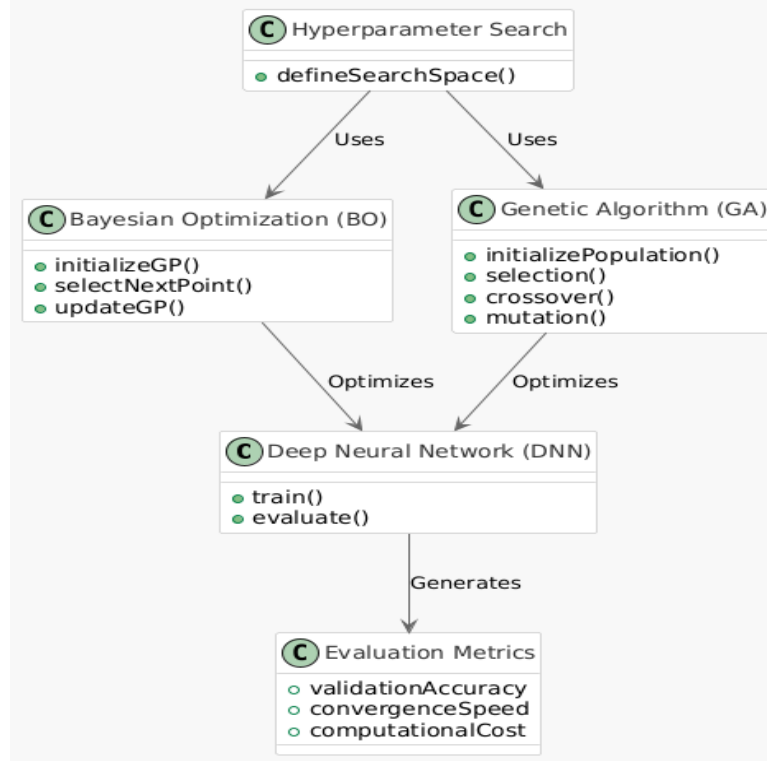 C Hyperparameter Search
defineSearchSpace()
Uses
Uses
C Bayesian Optimization (BO)
initializeGP()
selectNextPoint()
updateGP()
C Genetic Algorithm (GA)
initializePopulation()
selection()
crossover()
mutation()
Optimizes
Optimizes
C Deep Neural Network (DNN)
train()
evaluate()
Generates
C Evaluation Metrics
validationAccuracy
convergenceSpeed
computationalCost